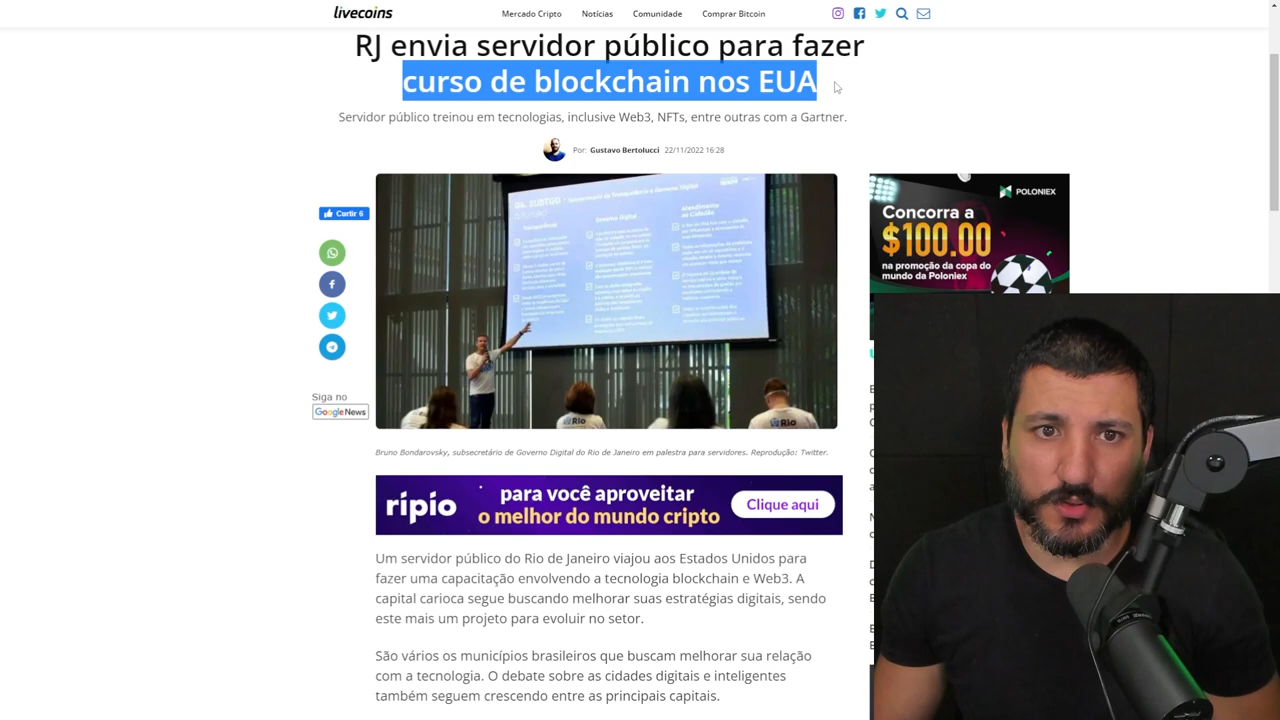 livecoins
Mercado Cripto Notícias Comunidade Comprar Bitcoin
RJ envia servidor público para fazer
curso de blockchain nos EUA
Servidor público treinou em tecnologias, inclusive Web3, NFTs, entre outras com a Gartner.
Por: Gustavo Bertolucci 22/11/2022 16:28
Curtir 6
Siga no
Google News
Rio
Rio
Bruno Bondarovsky, subsecretário de Governo Digital do Rio de Janeiro em palestra para servidores. Reprodução: Twitter.
POLONIEX
Concorra a
$100.00
na promoção da copa do
mundo da Poloniex
ripio
para você aproveitar
o melhor do mundo cripto
Clique aqui
Um servidor público do Rio de Janeiro viajou aos Estados Unidos para
fazer uma capacitação envolvendo a tecnologia blockchain e Web3. A
capital carioca segue buscando melhorar suas estratégias digitais, sendo
este mais um projeto para evoluir no setor.
São vários os municípios brasileiros que buscam melhorar sua relação
com a tecnologia. O debate sobre as cidades digitais e inteligentes
também seguem crescendo entre as principais capitais.